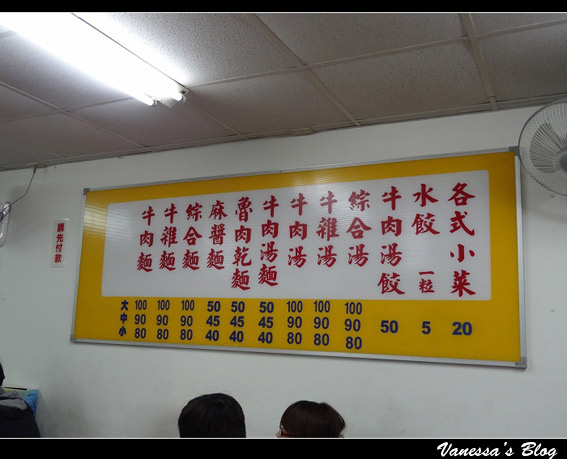 請先付款
牛肉麵
牛雜麵
綜合麵
麻醬麵
魯肉乾麵
牛肉湯麵
牛肉湯
牛雜湯
綜合湯
牛肉湯餃
水餃 一粒
各式小菜
大 100 100 100 50 50 50 100 100 100
中 90 90 90 45 45 45 90 90 90 50 5 20
小 80 80 80 40 40 40 80 80 80
Vanessa's Blog